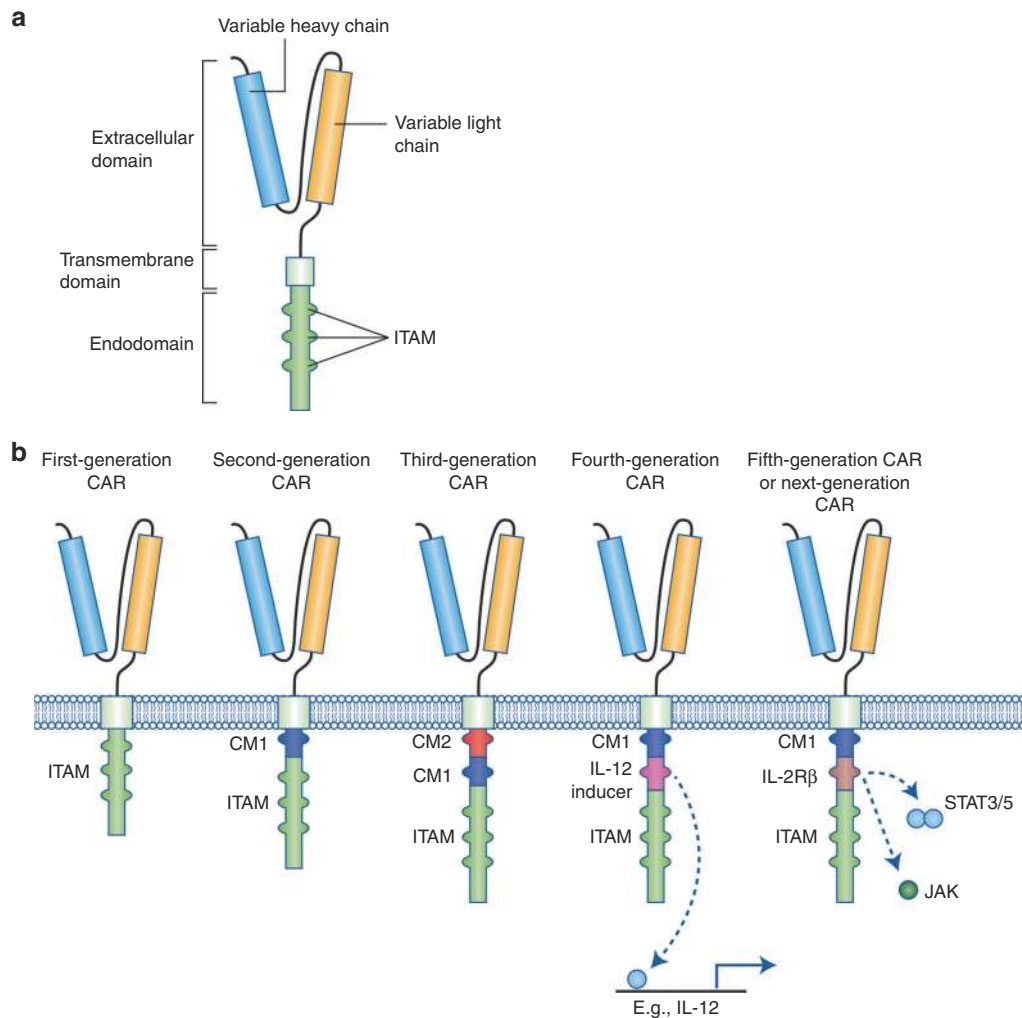 a
Variable heavy chain
Extracellular
domain
Variable light
chain
Transmembrane
domain
Endodomain
ITAM
b
First-generation
CAR
Second-generation
CAR
Third-generation
CAR
Fourth-generation
CAR
Fifth-generation CAR
or next-generation
CAR
ITAM
CM1
ITAM
CM2
CM1
ITAM
CM1
IL-12
inducer
ITAM
E.g., IL-12
CM1
IL-2Rβ
ITAM
STAT3/5
JAK